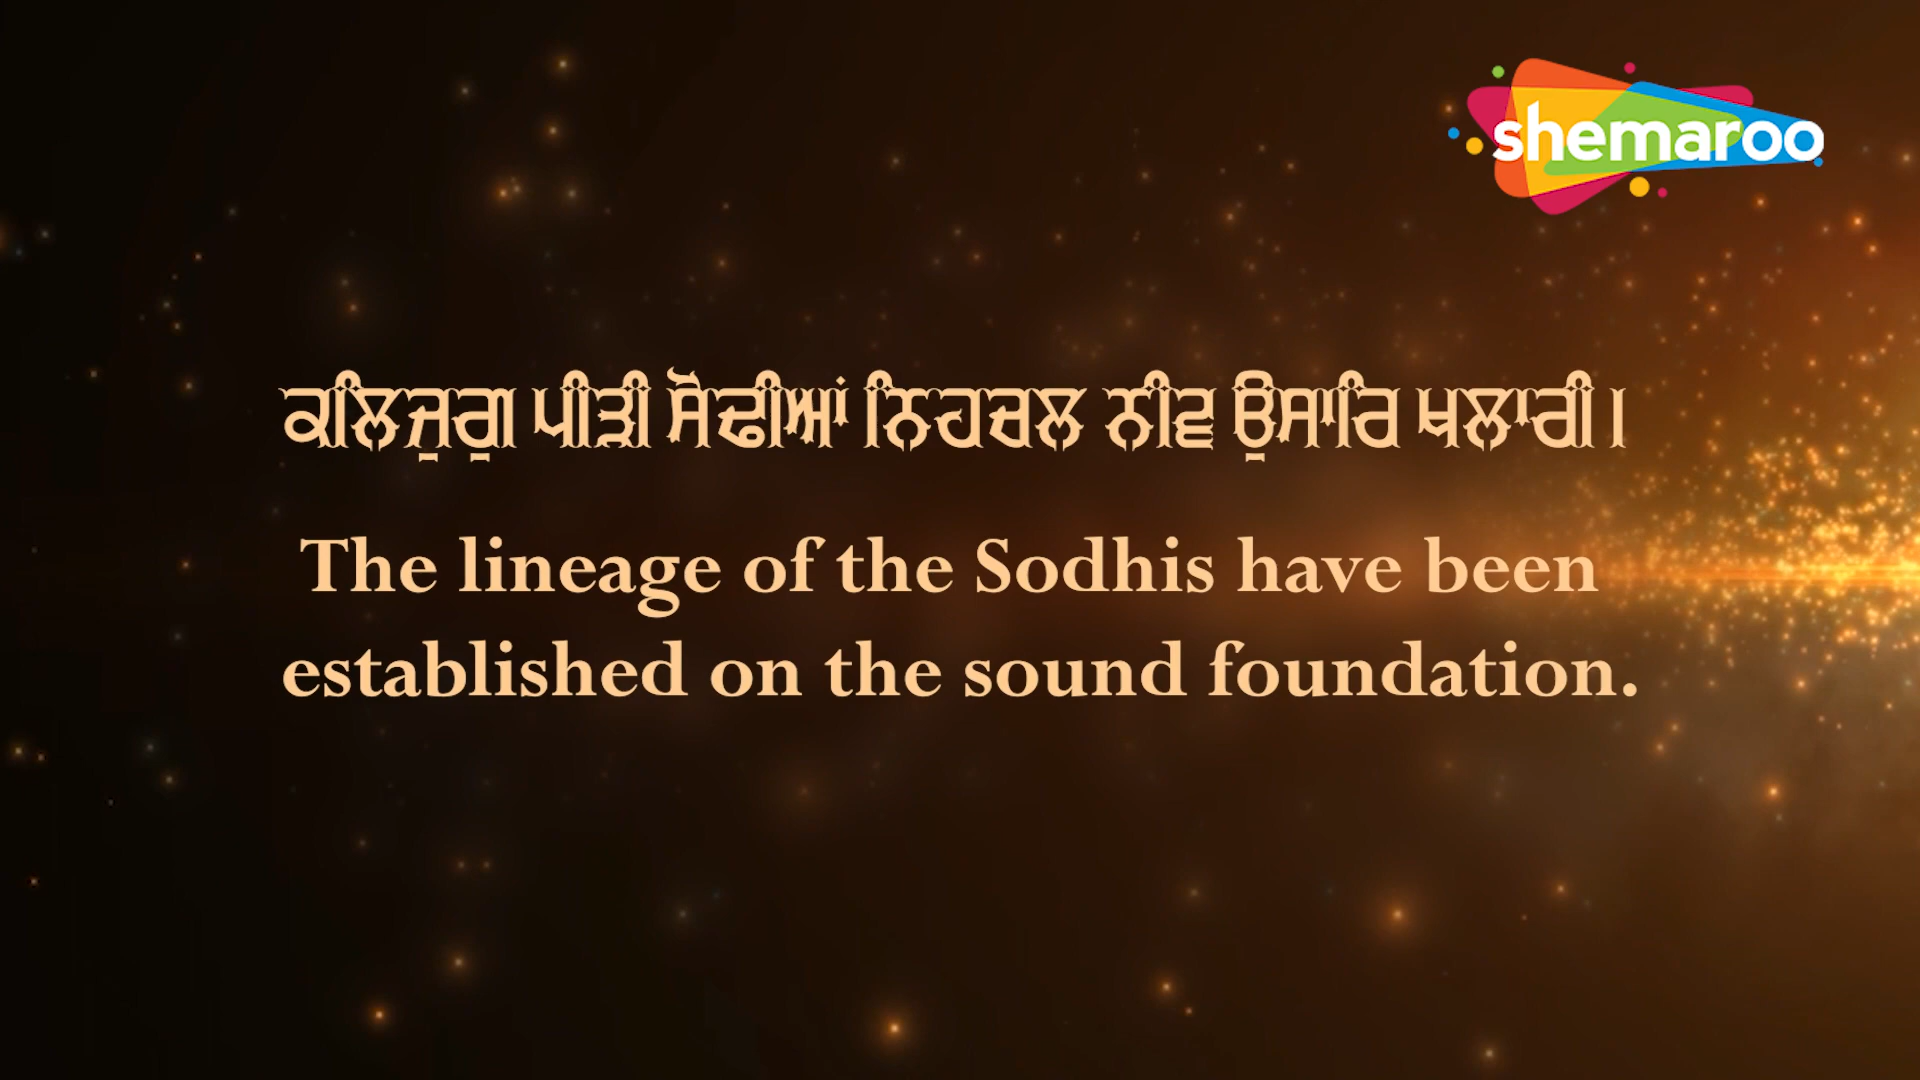 shemaroo
ਕਲਿਜੁਗੁ ਪੀੜੀ ਸੋਢੀਆਂ ਨਿਹਚਲ ਨੀਂਵ ਉਸਾਰਿ ਖਲਾਰੀ।
The lineage of the Sodhis have been
established on the sound foundation.